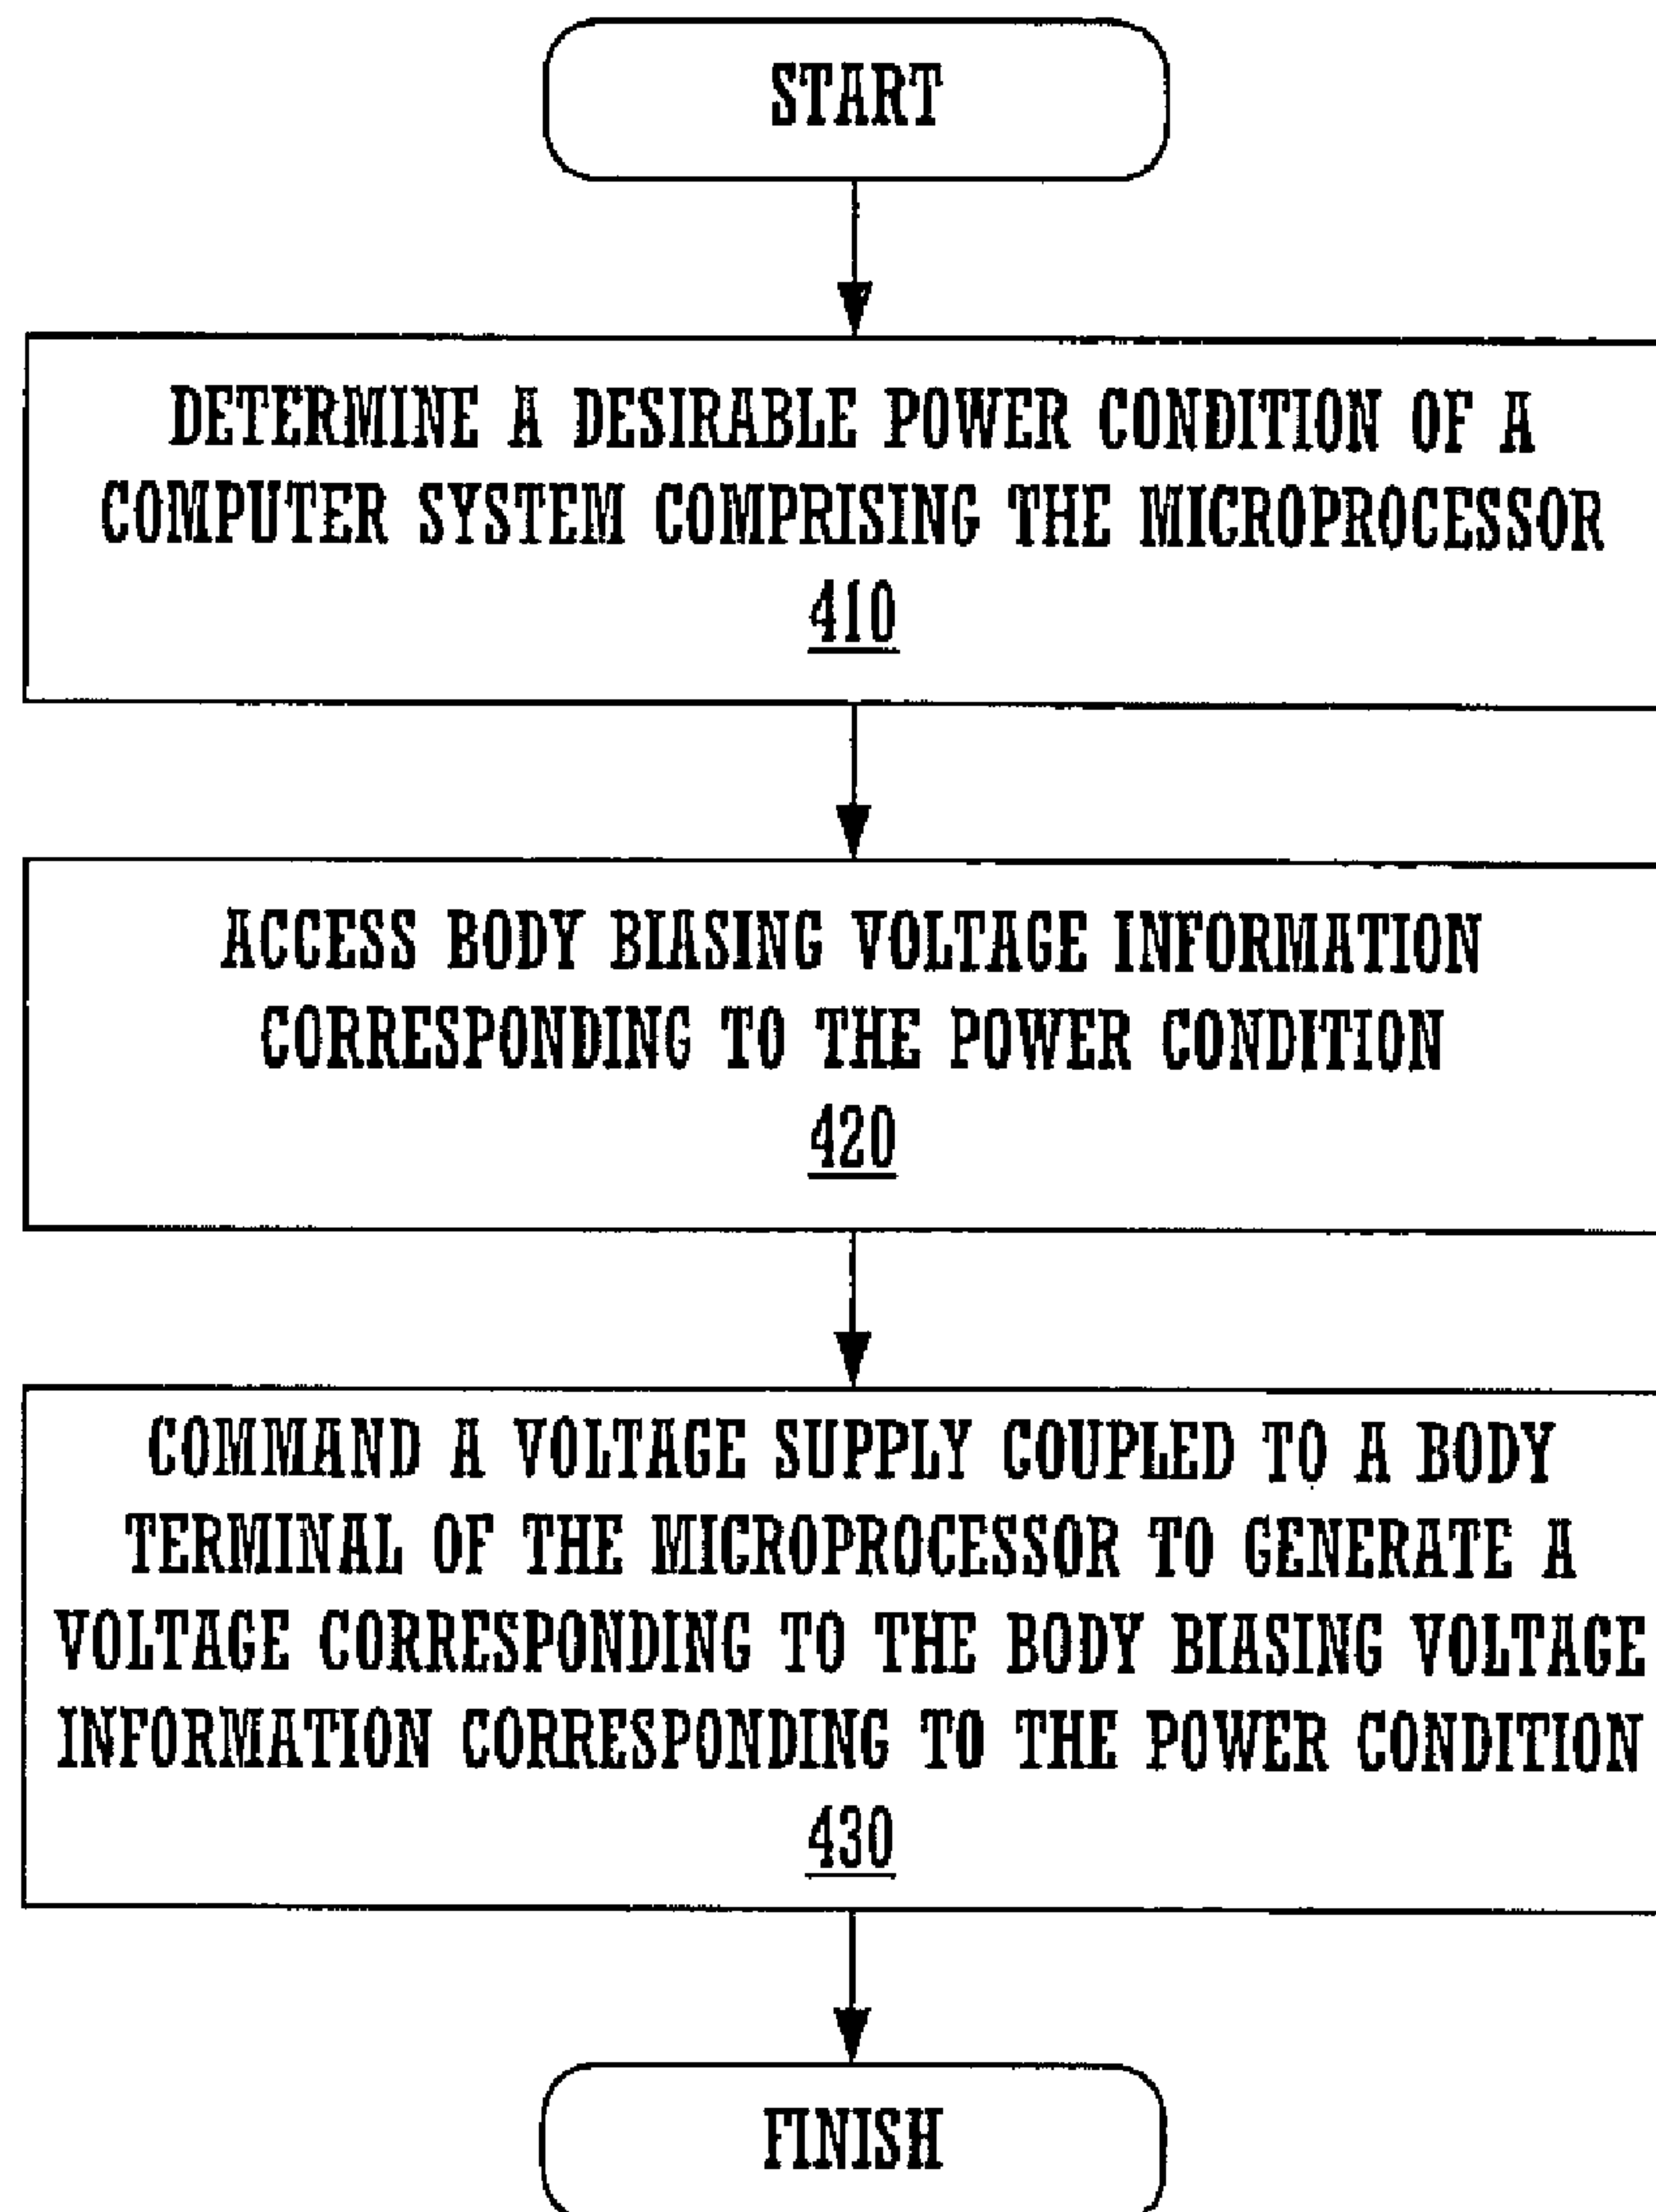 START
DETERMINE A DESIRABLE POWER CONDITION OF A
COMPUTER SYSTEM COMPRISING THE MICROPROCESSOR
410
ACCESS BODY BIASING VOLTAGE INFORMATION
CORRESPONDING TO THE POWER CONDITION
420
COMMAND A VOLTAGE SUPPLY COUPLED TO A BODY
TERMINAL OF THE MICROPROCESSOR TO GENERATE A
VOLTAGE CORRESPONDING TO THE BODY BIASING VOLTAGE
INFORMATION CORRESPONDING TO THE POWER CONDITION
430
FINISH